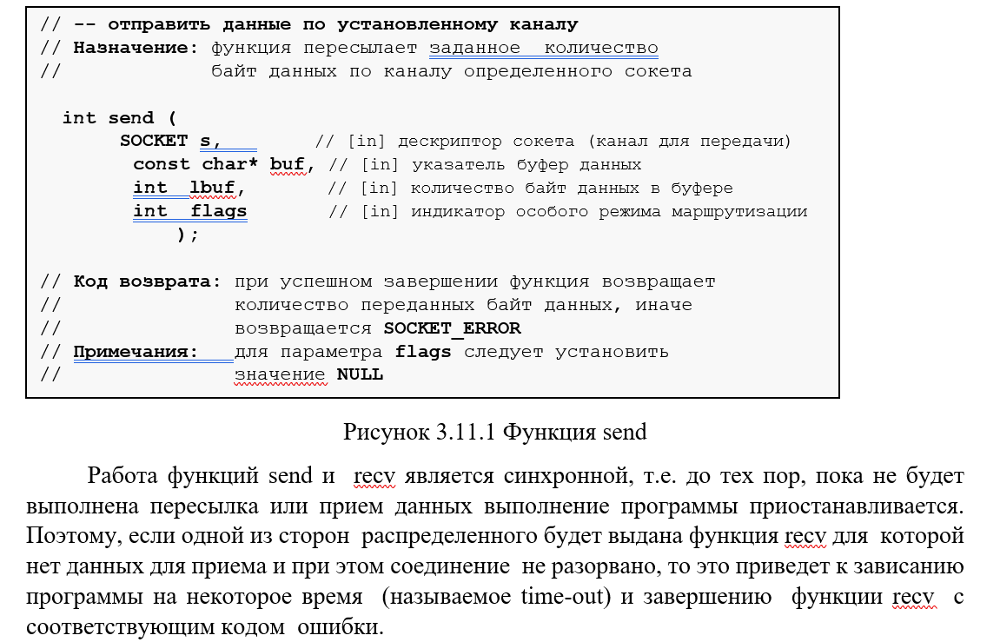 // -- отправить данные по установленному каналу
// Назначение: функция пересылает заданное количество
// байт данных по каналу определенного сокета
int send (
SOCKET s, // [in] дескриптор сокета (канал для передачи)
const char* buf, // [in] указатель буфер данных
int lbuf, // [in] количество байт данных в буфере
int flags // [in] индикатор особого режима маршрутизации
);
// Код возврата: при успешном завершении функция возвращает
// количество переданных байт данных, иначе
// возвращается SOCKET_ERROR
// Примечания: для параметра flags следует установить
// значение NULL
Рисунок 3.11.1 Функция send
Работа функций send и recv является синхронной, т.е. до тех пор, пока не будет
выполнена пересылка или прием данных выполнение программы приостанавливается.
Поэтому, если одной из сторон распределенного будет выдана функция recv для которой
нет данных для приема и при этом соединение не разорвано, то это приведет к зависанию
программы на некоторое время (называемое time-out) и завершению функции recv с
соответствующим кодом ошибки.